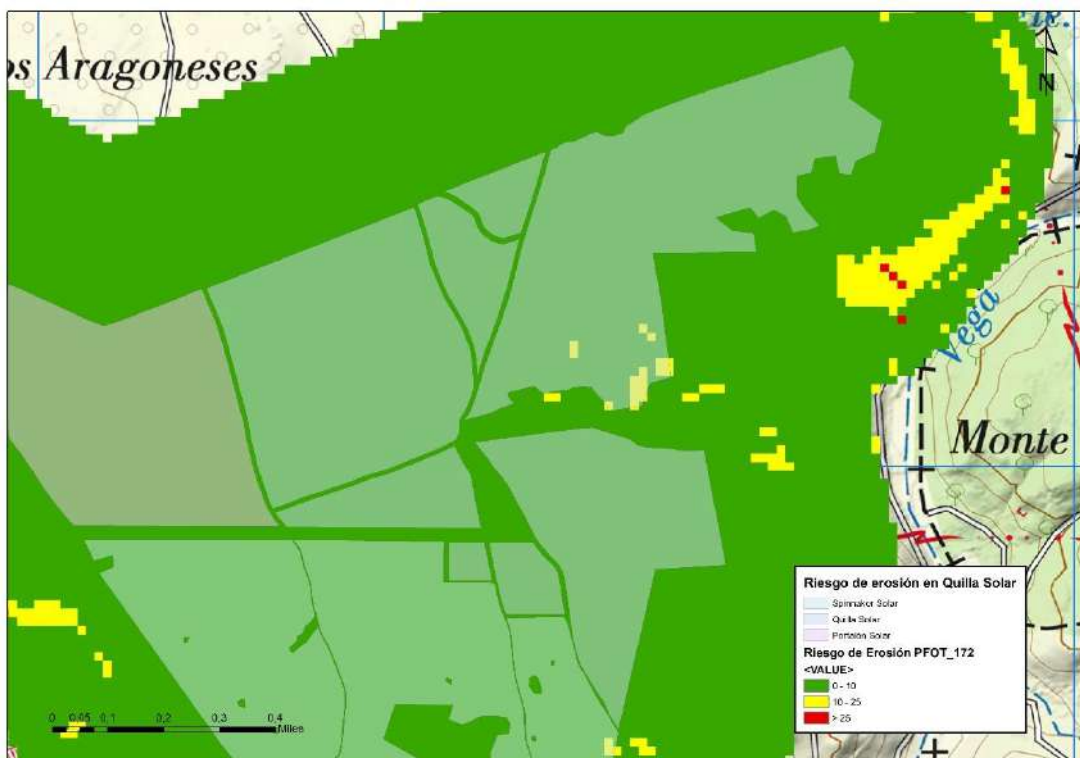 os Aragoneses
N
Vega
Monte
Riesgo de erosión en Quilla Solar
Spinnaker Solar
Quilla Solar
Portalón Solar
Riesgo de Erosión PFOT_172
<VALUE>
0 - 10
10 - 25
> 25
0 0,05 0,1 0,2 0,3 0,4
Miles